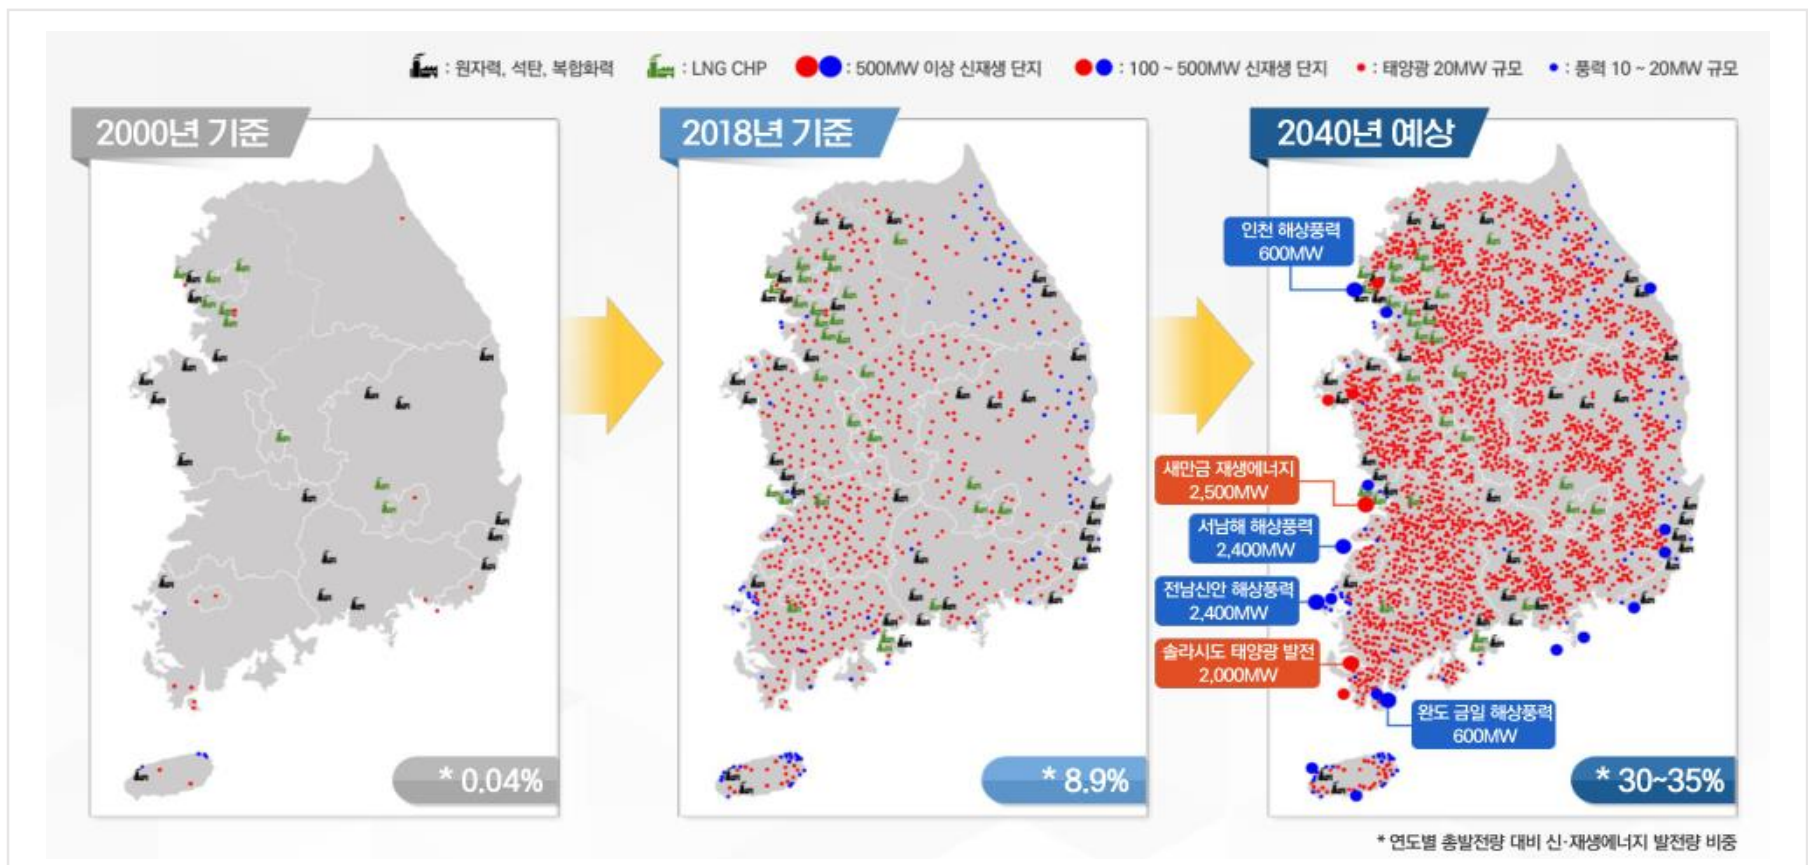 : 원자력, 석탄, 복합화력 : LNG CHP : 500MW 이상 신재생 단지 : 100 ~ 500MW 신재생 단지 : 태양광 20MW 규모 : 풍력 10 ~ 20MW 규모
2000년 기준
* 0.04%
2018년 기준
* 8.9%
2040년 예상
인천 해상풍력
600MW
새만금 재생에너지
2,500MW
서남해 해상풍력
2,400MW
전남신안 해상풍력
2,400MW
솔라시도 태양광 발전
2,000MW
완도 금일 해상풍력
600MW
* 30~35%
* 연도별 총발전량 대비 신·재생에너지 발전량 비중